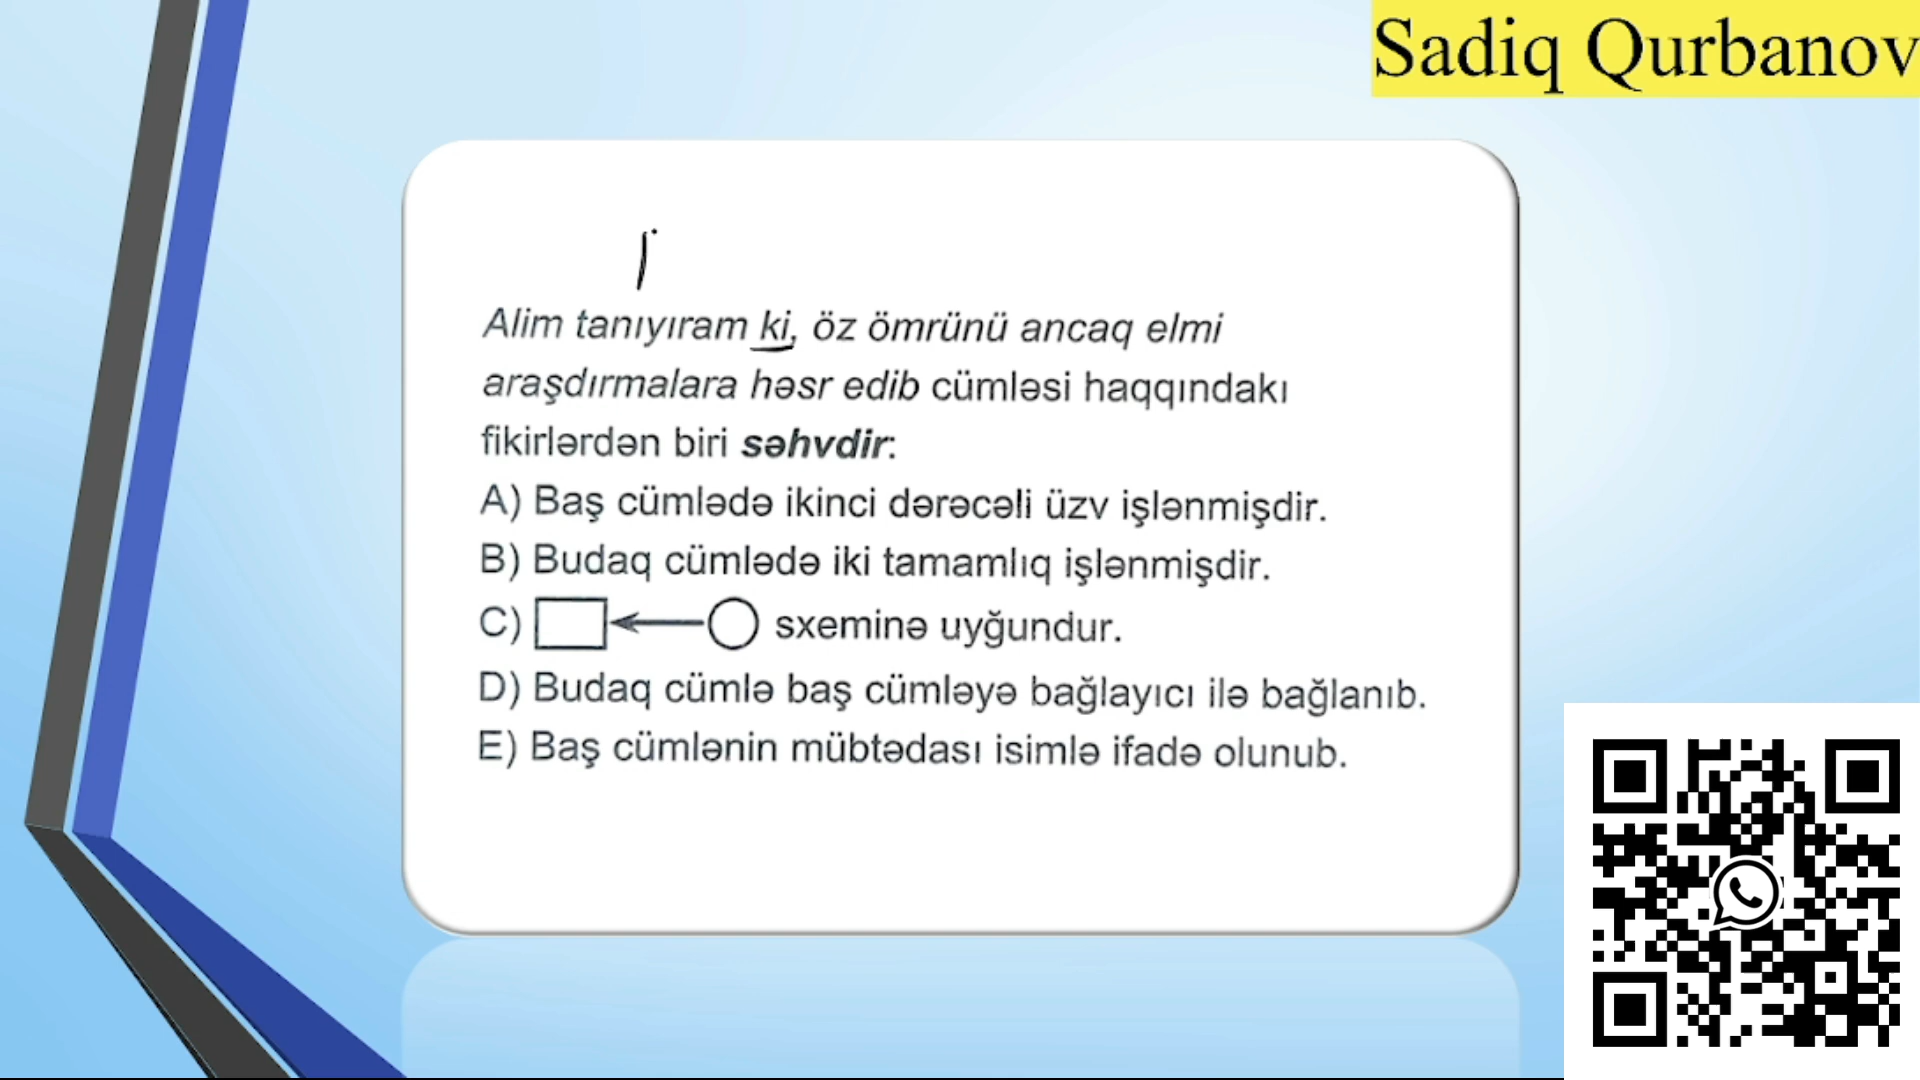 Sadiq Qurbanov
Alim tanıyıram ki, öz ömrünü ancaq elmi
araşdırmalara həsr edib cümləsi haqqındakı
fikirlərdən biri səhvdir:
A) Baş cümlədə ikinci dərəcəli üzv işlənmişdir.
B) Budaq cümlədə iki tamamlıq işlənmişdir.
C) sxeminə uyğundur.
D) Budaq cümlə baş cümləyə bağlayıcı ilə bağlanıb.
E) Baş cümlənin mübtədası isimlə ifadə olunub.